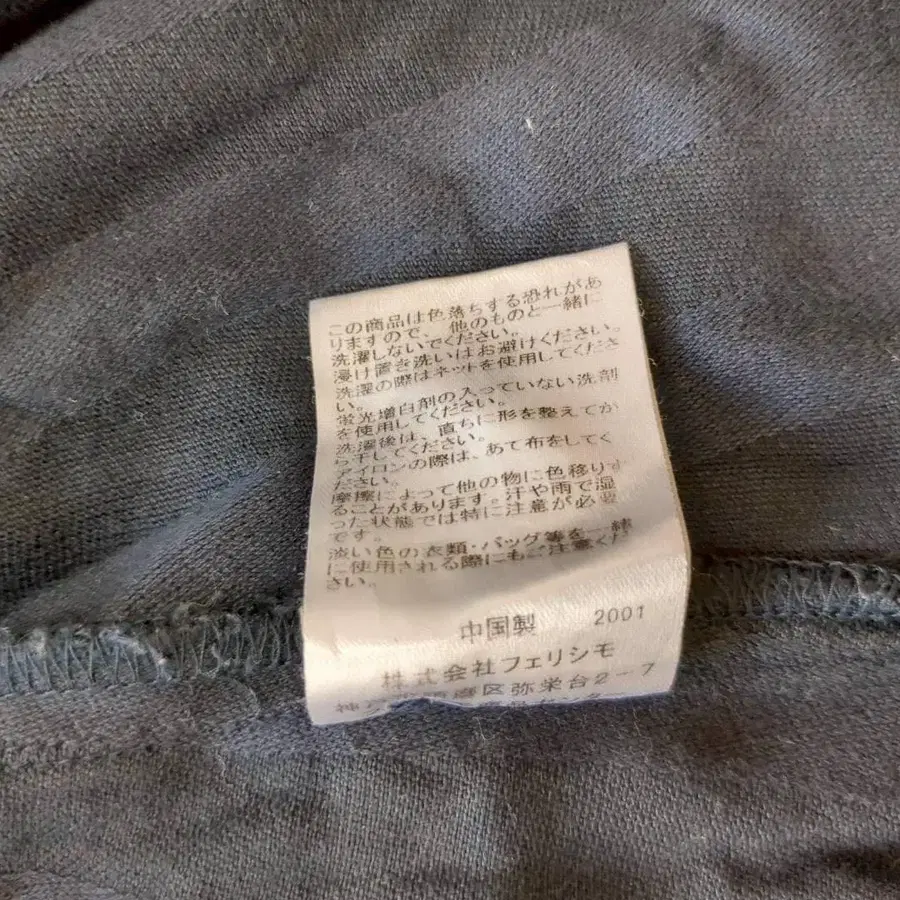 この商品は色落ちする恐れがあ
りますので、他のものと一緒に
洗濯しないでください。
浸け置き洗いはお避けください。
洗濯の際はネットを使用してくださ
い。
蛍光増白剤の入っていない洗剤
を使用してください。
洗濯後は、直ちに形を整えてか
ら干してください。
アイロンの際は、あて布をしてく
ださい。
摩擦によって他の物に色移りす
ることがあります。汗や雨で湿
った状態では特に注意が必要
です。
淡い色の衣類・バッグ等を一緒
に使用される際にもご注意くだ
さい。
中国製 2001
株式会社フェリシモ
区弥栄台2-7